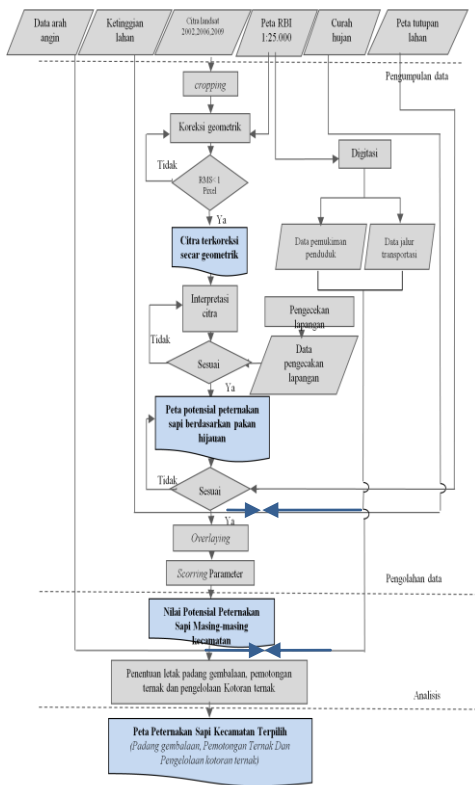 Data arah
angin
Ketinggian
lahan
Citra landsat
2002,2006,2009
Peta RBI
1:25.000
Curah
hujan
Peta tutupan
lahan
Pengumpulan data
cropping
Koreksi geometrik
Tidak
RMS< 1
Pixel
Digitasi
Ya
Citra terkoreksi
secar geometrik
Data pemukiman
penduduk
Data jalur
transportasi
Interpretasi
citra
Pengecekan
lapangan
Tidak
Sesuai
Data
pengecakan
lapangan
Ya
Peta potensial peternakan
sapi berdasarkan pakan
hijauan
Tidak
Sesuai
Ya
Overlaying
Scorring Parameter
Pengolahan data
Nilai Potensial Peternakan
Sapi Masing-masing
kecamatan
Penentuan letak padang gembalaan, pemotongan
ternak dan pengelolaan Kotoran ternak
Analisis
Peta Peternakan Sapi Kecamatan Terpilih
(Padang gembalaan, Pemotongan Ternak Dan
Pengelolaan kotoran ternak)